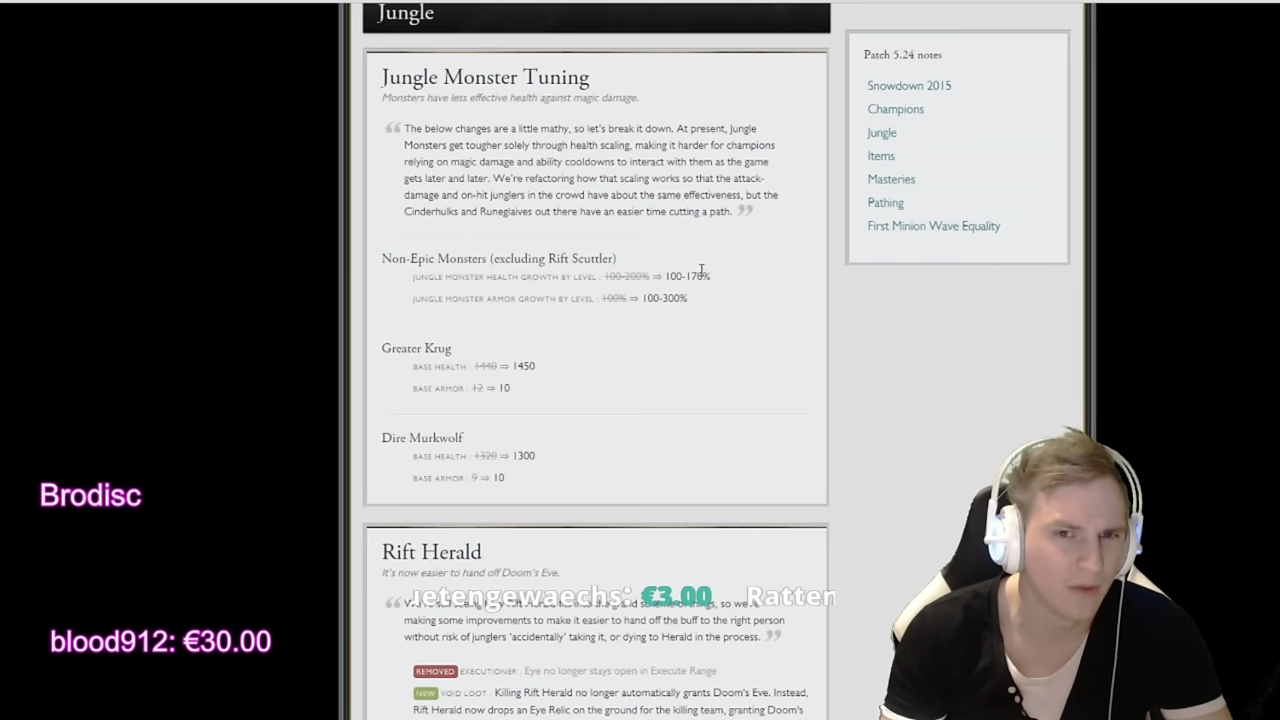 Jungle
Jungle Monster Tuning
Monsters have less effective health against magic damage.
The below changes are a little mathy, so let's break it down. At present, Jungle
Monsters get tougher solely through health scaling, making it harder for champions
relying on magic damage and ability cooldowns to interact with them as the game
gets later and later. We're refactoring how that scaling works so that the attack-
damage and on-hit junglers in the crowd have about the same effectiveness, but the
Cinderhulks and Runeglaives out there have an easier time cutting a path.
Non-Epic Monsters (excluding Rift Scuttler)
JUNGLE MONSTER HEALTH GROWTH BY LEVEL : 100-200% ⇒ 100-170%
JUNGLE MONSTER ARMOR GROWTH BY LEVEL : 100% ⇒ 100-300%
Greater Krug
BASE HEALTH : 1440 ⇒ 1450
BASE ARMOR : 12 ⇒ 10
Dire Murkwolf
BASE HEALTH : 1320 ⇒ 1300
BASE ARMOR : 9 ⇒ 10
Rift Herald
It's now easier to hand off Doom's Eve.
making some improvements to make it easier to hand off the buff to the right person
without risk of junglers 'accidentally' taking it, or dying to Herald in the process.
REMOVED EXECUTIONER : Eye no longer stays open in Execute Range
NEW VOID LOOT : Killing Rift Herald no longer automatically grants Doom's Eve. Instead,
Rift Herald now drops an Eye Relic on the ground for the killing team, granting Doom's
Patch 5.24 notes
Snowdown 2015
Champions
Jungle
Items
Masteries
Pathing
First Minion Wave Equality
Brodisc
etengewaechs: €3.00 Ratten
blood912: €30.00